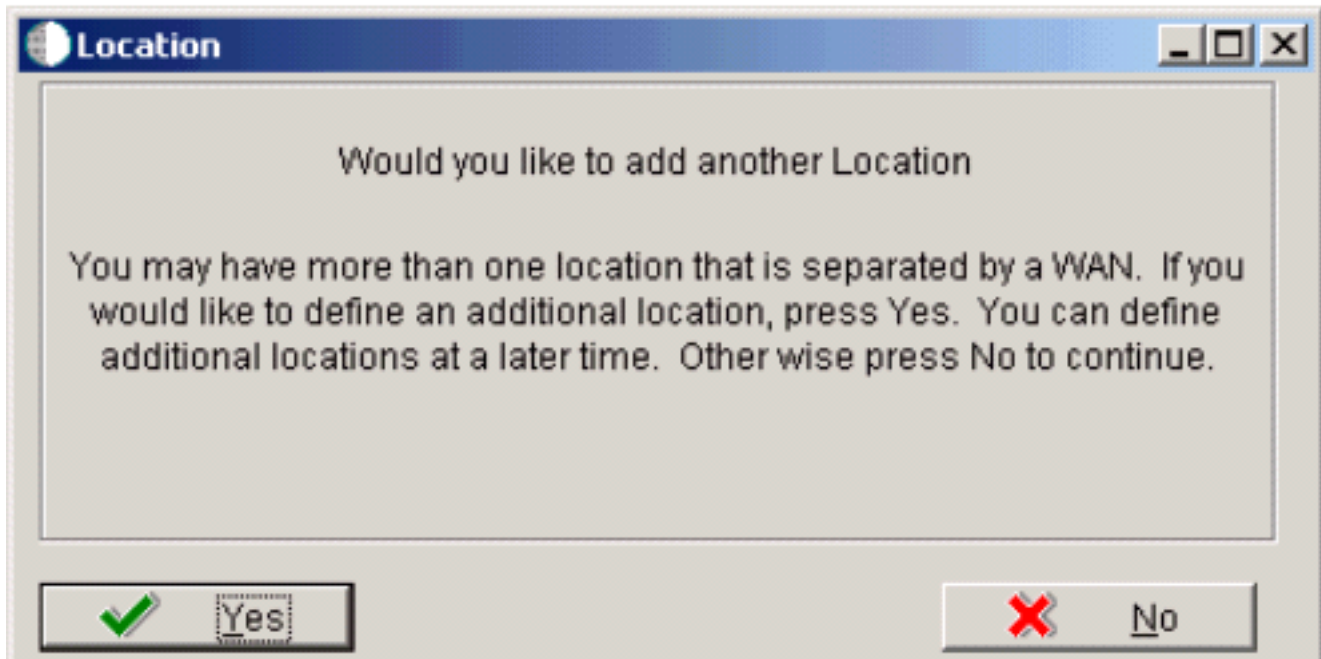 Location
Would you like to add another Location
You may have more than one location that is separated by a WAN.  If you
would like to define an additional location, press Yes.  You can define
additional locations at a later time.  Other wise press No to continue.
Yes
No